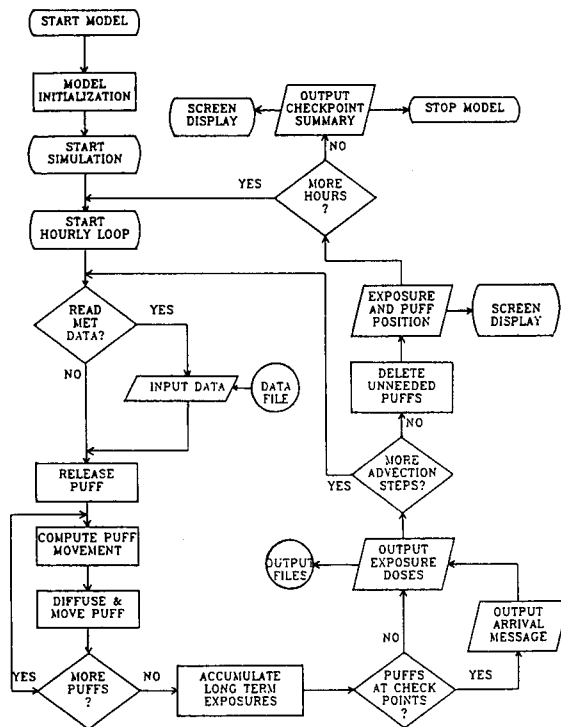 START MODEL
MODEL
INITIALIZATION
START
SIMULATION
START
HOURLY LOOP
READ
MET
DATA?
YES
NO
INPUT DATA
DATA
FILE
RELEASE
PUFF
COMPUTE PUFF
MOVEMENT
DIFFUSE &
MOVE PUFF
MORE
PUFFS
?
YES
NO
ACCUMULATE
LONG TERM
EXPOSURES
PUFFS
AT CHECK
POINTS
?
YES
NO
OUTPUT
ARRIVAL
MESSAGE
OUTPUT
EXPOSURE
DOSES
OUTPUT
FILES
MORE
ADVECTION
STEPS?
YES
NO
DELETE
UNNEEDED
PUFFS
EXPOSURE
AND PUFF
POSITION
SCREEN
DISPLAY
MORE
HOURS
?
YES
NO
OUTPUT
CHECKPOINT
SUMMARY
SCREEN
DISPLAY
STOP MODEL